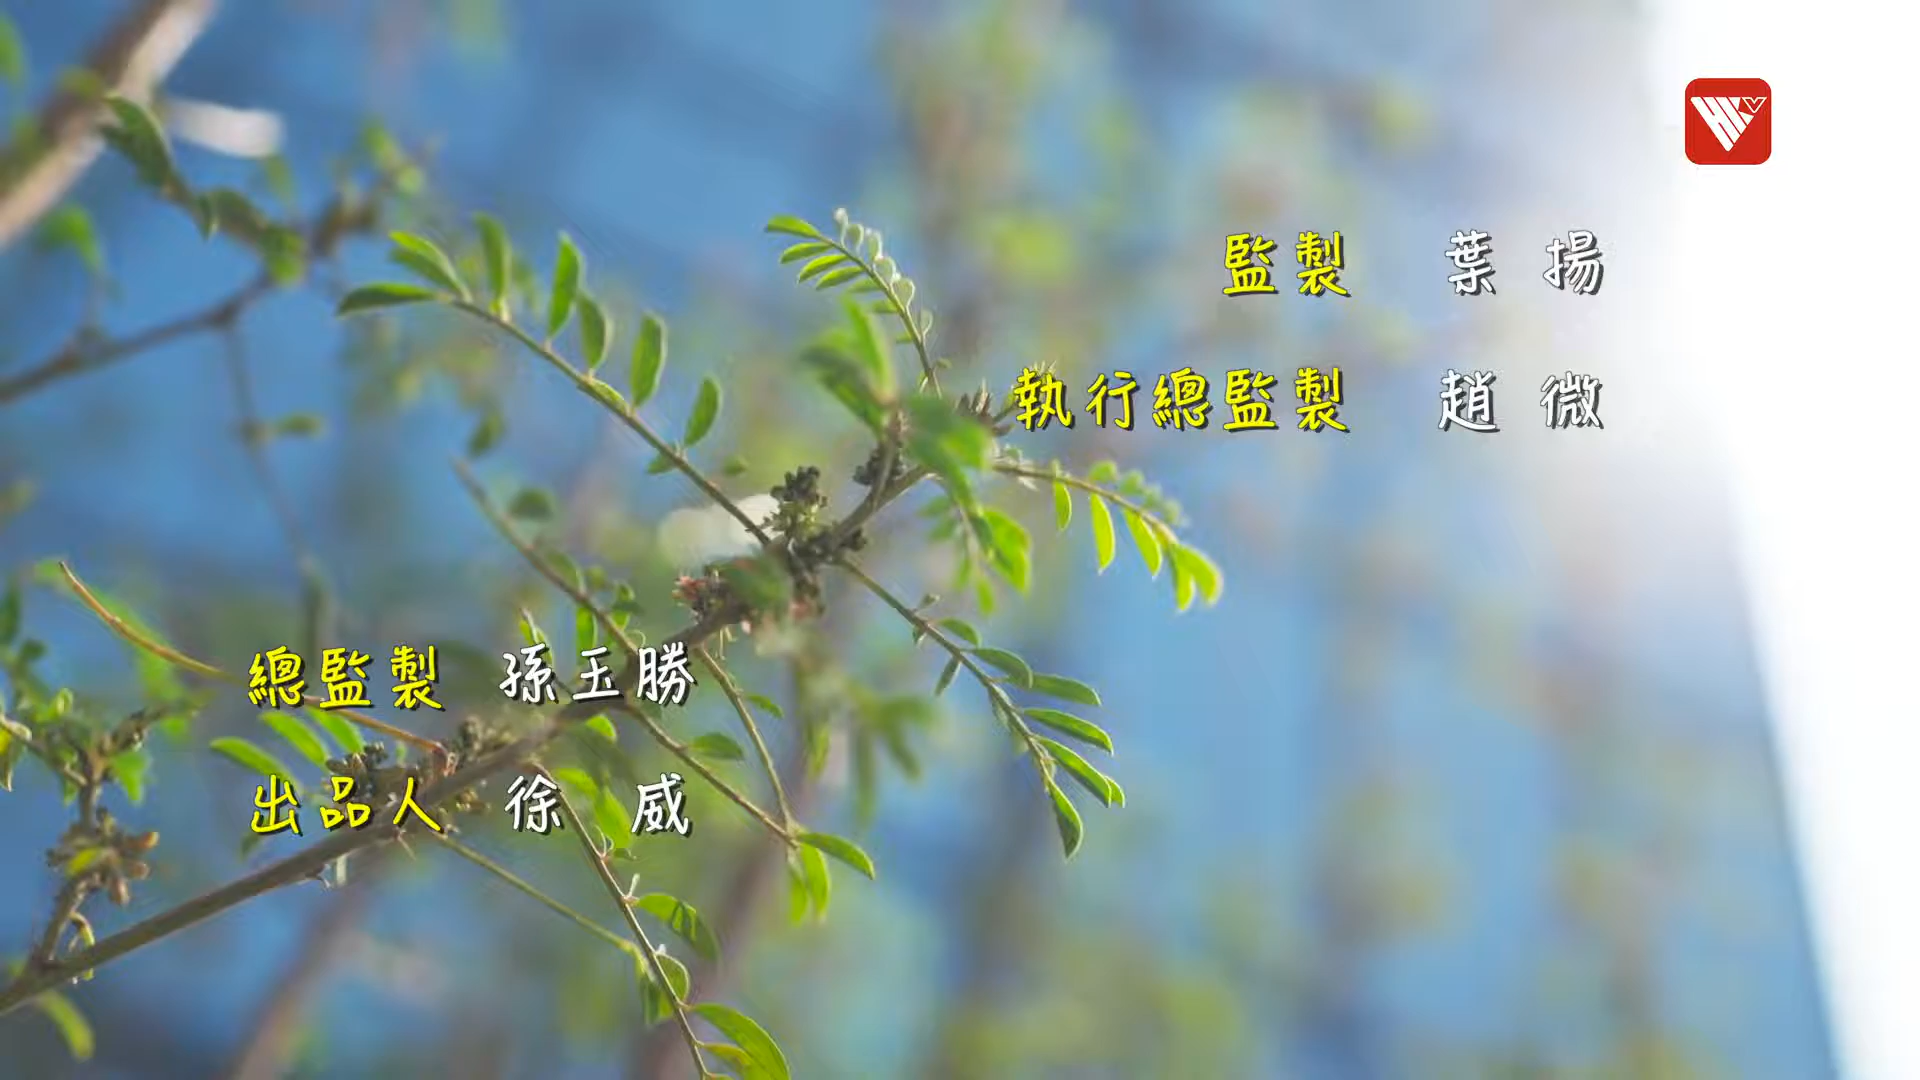 監製 葉 揚
執行總監製 趙 微
總監製 孫玉勝
出品人 徐 威